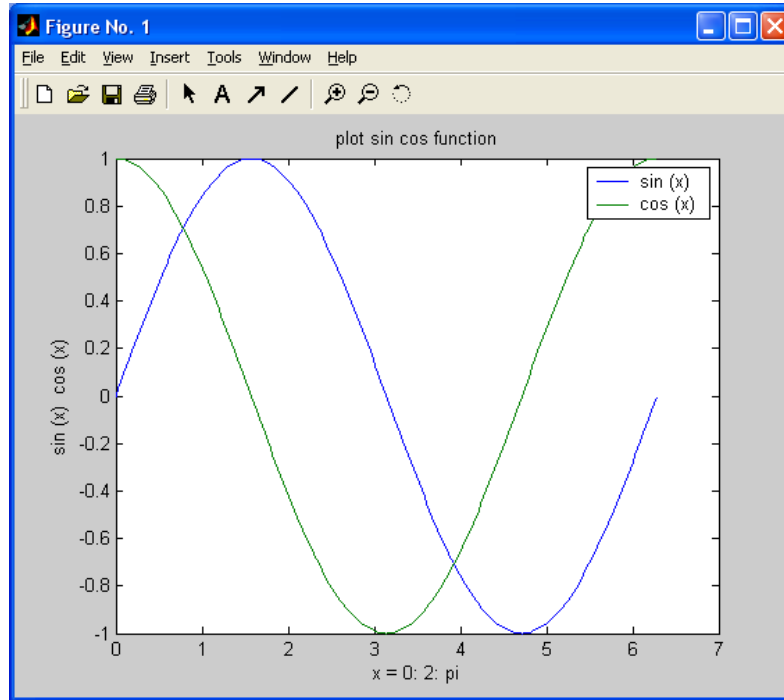 Figure No. 1
File Edit View Insert Tools Window Help
A
plot sin cos function
1
0.8
0.6
0.4
0.2
0
-0.2
-0.4
-0.6
-0.8
-1
sin (x) cos (x)
sin (x)
cos (x)
0 1 2 3 4 5 6 7
x = 0: 2: pi